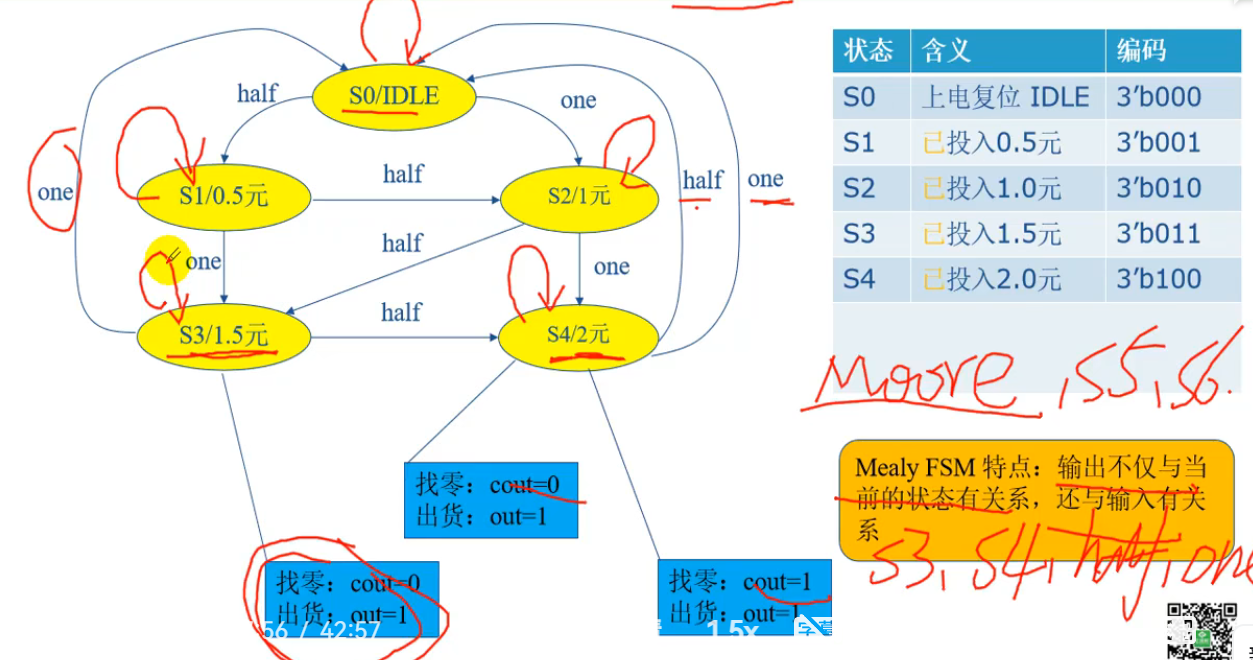 S0/IDLE
half
one
one
S1/0.5元
half
S2/1元
half
one
half
one
one
S3/1.5元
half
S4/2元
找零：cout=0
出货：out=1
找零：cout=0
出货：out=1
找零：cout=1
出货：out=1
56 / 42:57
1.5x
状态 含义 编码
S0 上电复位 IDLE 3’b000
S1 已投入0.5元 3’b001
S2 已投入1.0元 3’b010
S3 已投入1.5元 3’b011
S4 已投入2.0元 3’b100
Moore , S5, S6.
Mealy FSM 特点：输出不仅与当
前的状态有关系，还与输入有关
系
S3, S4, half, one